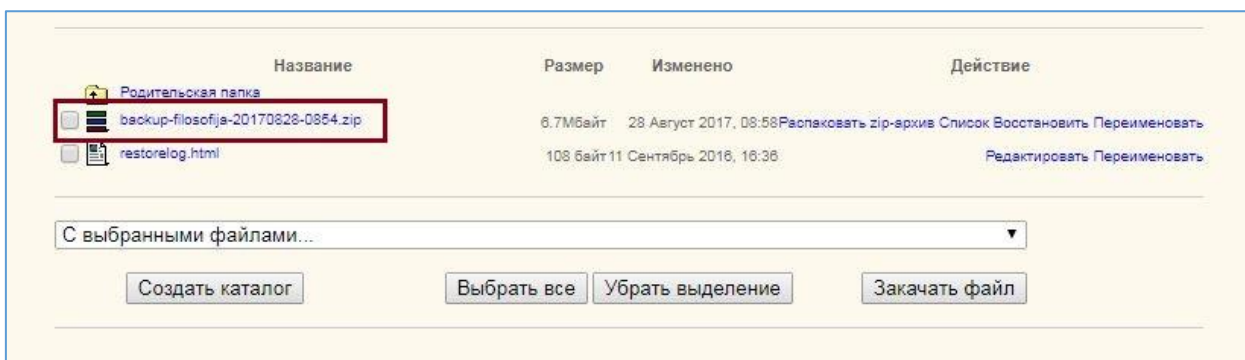 Название Размер Изменено Действие
Родительская папка
backup-filosofija-20170828-0854.zip 6.7Мбайт 28 Август 2017, 08:58 Распаковать zip-архив Список Восстановить Переименовать
restorelog.html 108 байт 11 Сентябрь 2016, 16:36 Редактировать Переименовать
С выбранными файлами...
Создать каталог Выбрать все Убрать выделение Закачать файл